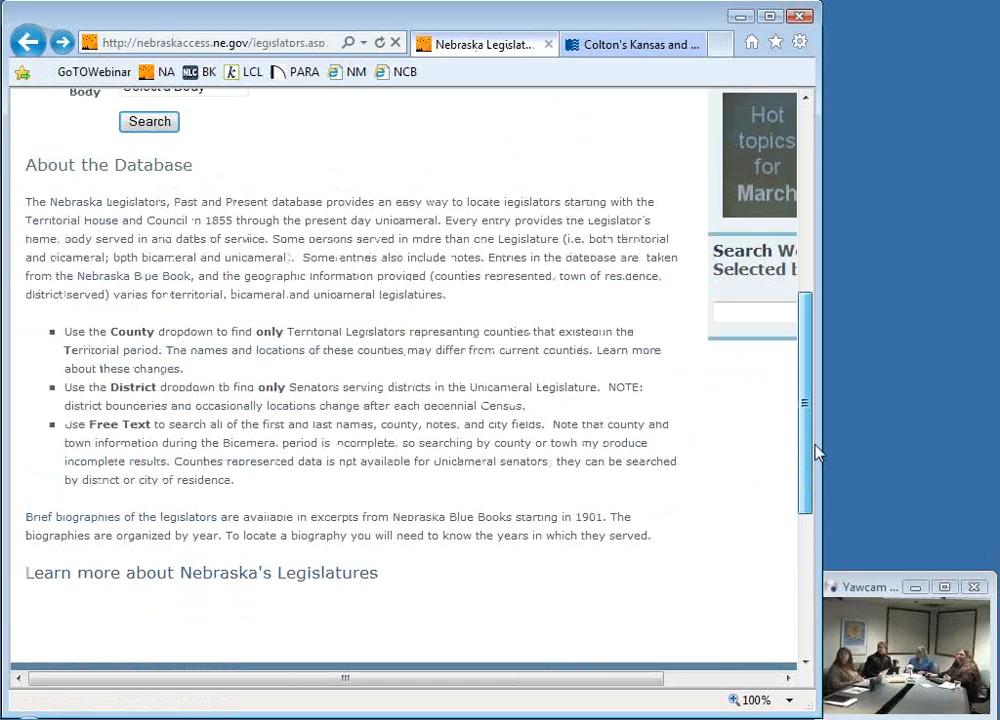 http://nebraskaccess.ne.gov/legislators.asp
Nebraska Legislat...
Colton's Kansas and ...
GoTOWebinar NA NLC BK k LCL PARA NM NCB
Body Select a Body
Search
Hot
topics
for
March
About the Database
The Nebraska Legislators, Past and Present database provides an easy way to locate legislators starting with the
Territorial House and Council in 1855 through the present day Unicameral. Every entry provides the Legislator's
name, body served in and dates of service. Some persons served in more than one Legislature (i.e. both territorial
and bicameral; both bicameral and unicameral). Some entries also include notes. Entries in the database are taken
from the Nebraska Blue Book, and the geographic information provided (counties represented, town of residence,
district served) varies for territorial, bicameral and unicameral legislatures.
Search W
Selected b
Use the County dropdown to find only Territorial Legislators representing counties that existed in the
Territorial period. The names and locations of these counties may differ from current counties. Learn more
about these changes.
Use the District dropdown to find only Senators serving districts in the Unicameral Legislature. NOTE:
district bounceries and occasionally locations change after each decennial Census.
Use Free Text to search all of the first and last names, county, notes, and city fields. Note that county and
town information during the Bicameral period is incomplete, so searching by county or town my produce
incomplete results. Counties represented data is not available for Unicameral senators; they can be searched
by district or city of residence.
Brief biographies of the legislators are available in excerpts from Nebraska Blue Books starting in 1901. The
biographies are organized by year. To locate a biography you will need to know the years in which they served.
Learn more about Nebraska's Legislatures
Yawcam ...
100%